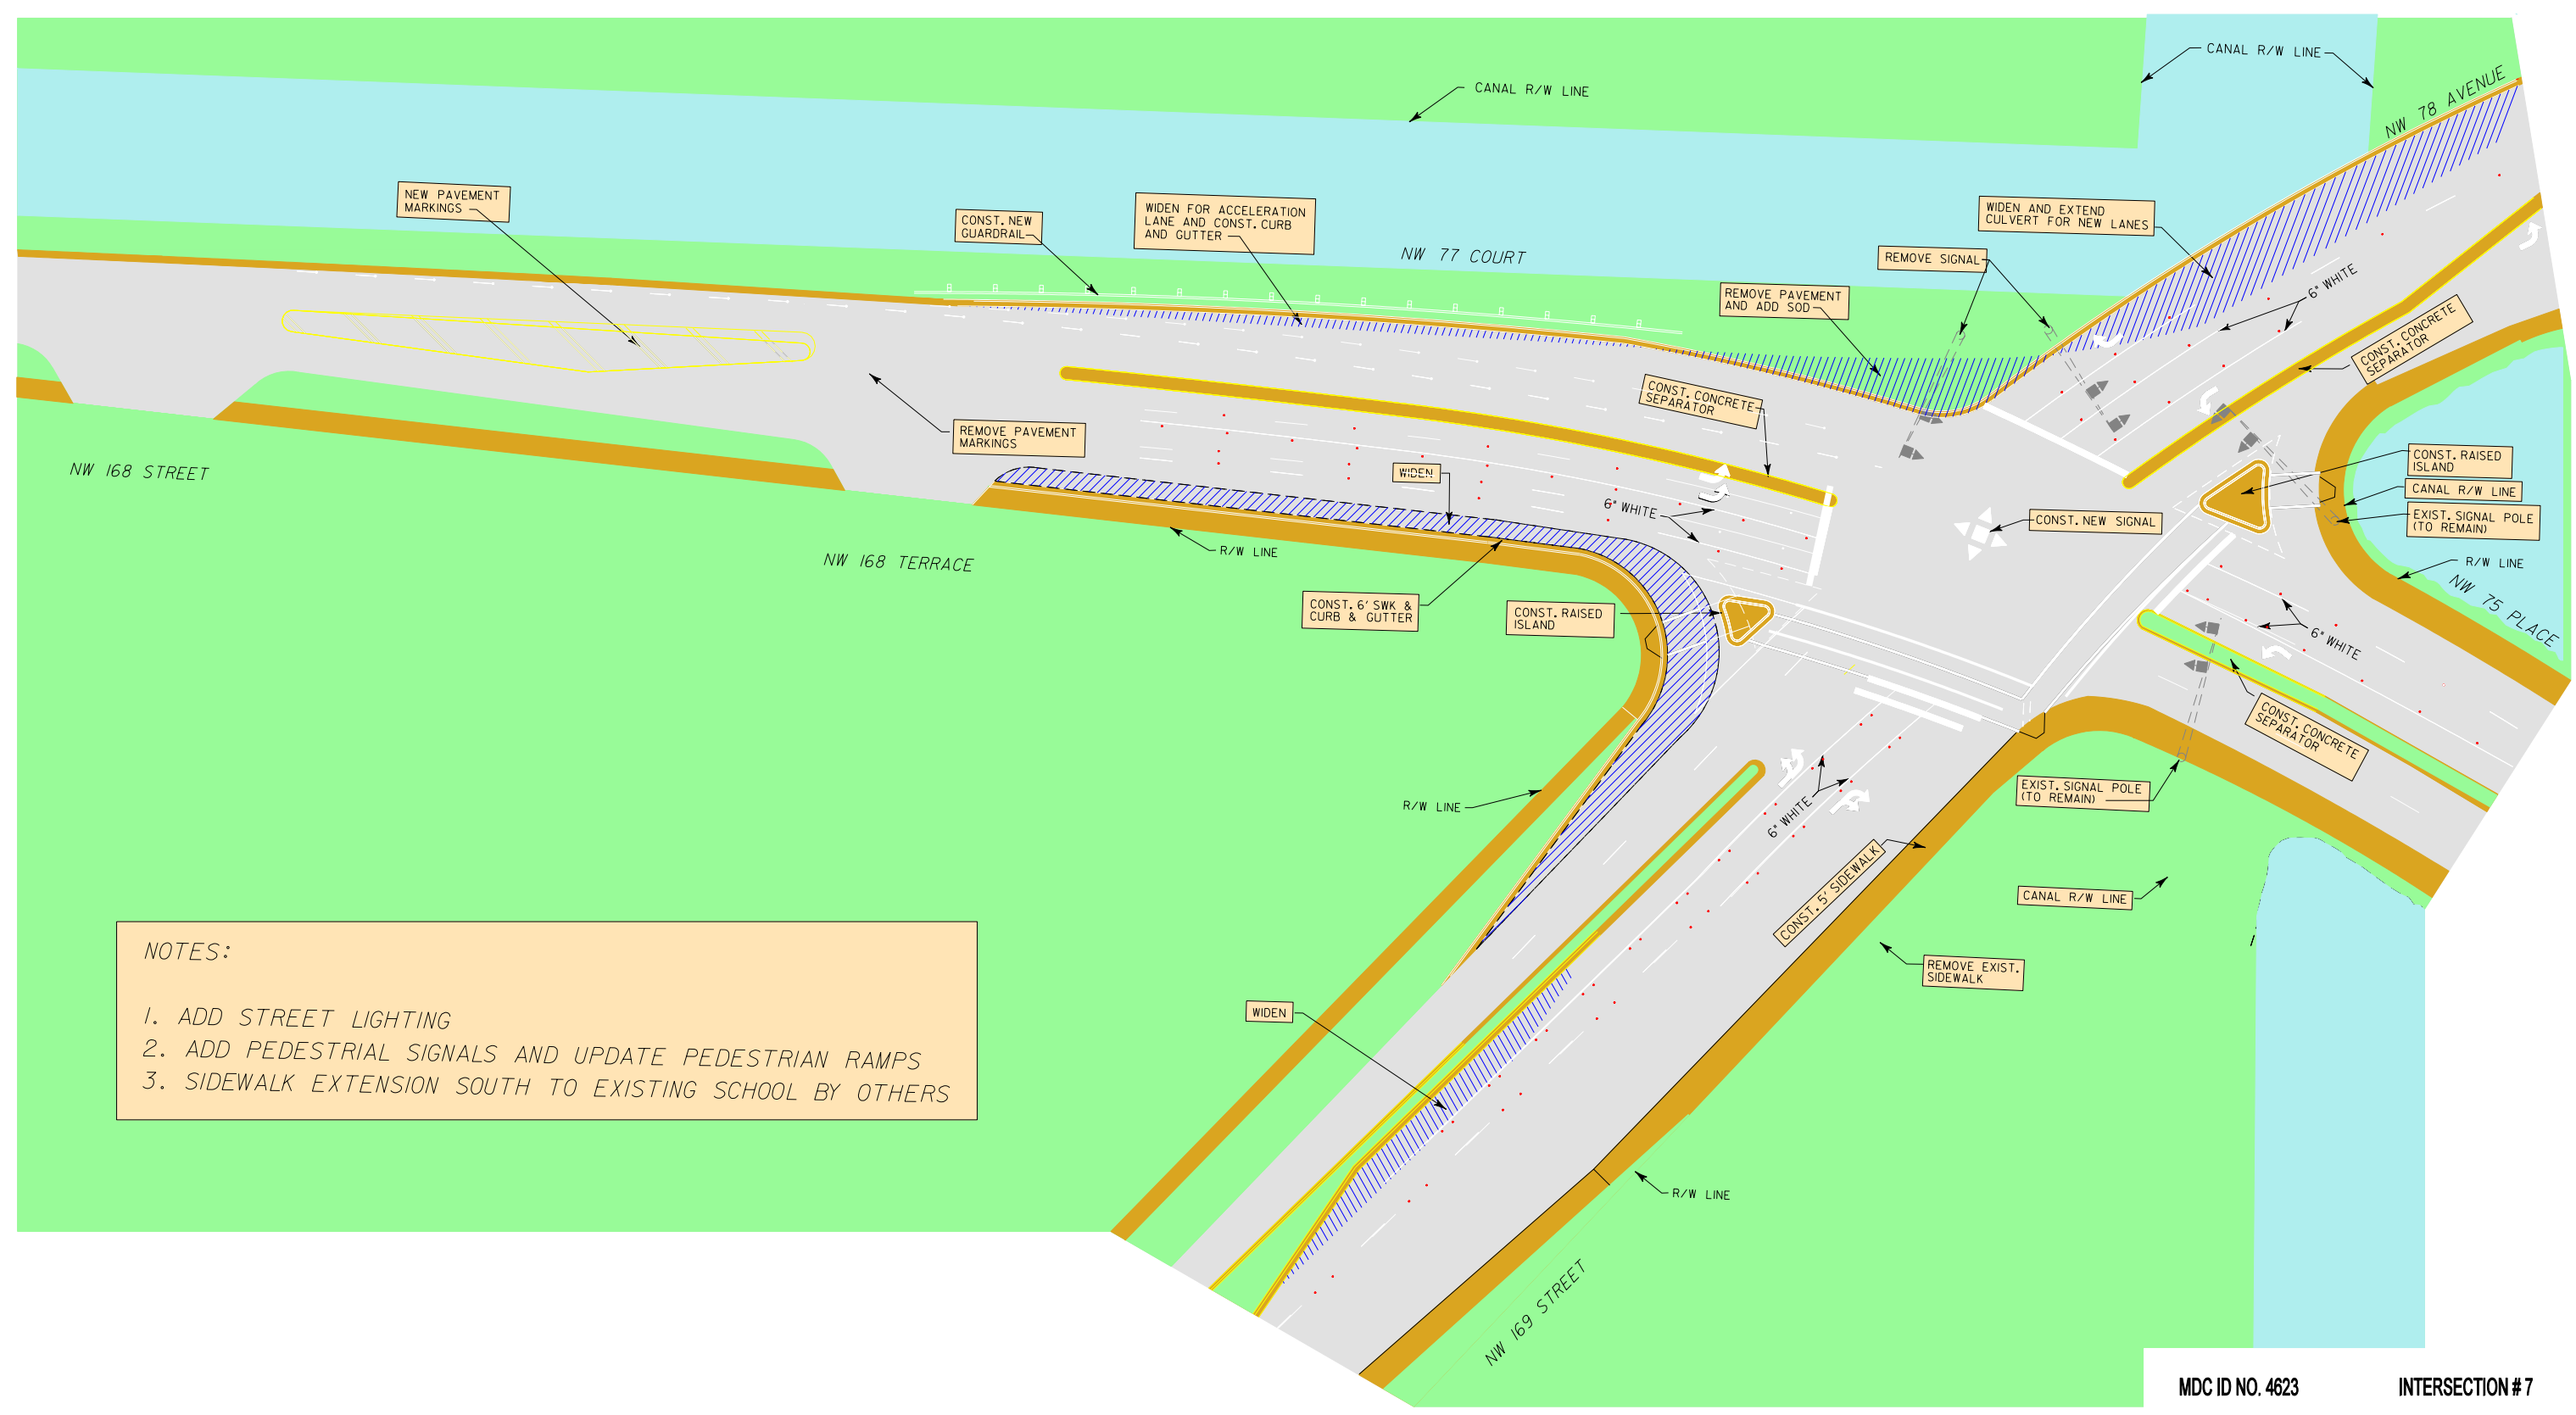 CANAL R/W LINE
CANAL R/W LINE
NW 78 AVENUE
NEW PAVEMENT
MARKINGS
CONST. NEW
GUARDRAIL
WIDEN FOR ACCELERATION
LANE AND CONST. CURB
AND GUTTER
NW 77 COURT
REMOVE SIGNAL
WIDEN AND EXTEND
CULVERT FOR NEW LANES
REMOVE PAVEMENT
AND ADD SOD
6" WHITE
CONST. CONCRETE
SEPARATOR
CONST. CONCRETE
SEPARATOR
REMOVE PAVEMENT
MARKINGS
NW 168 STREET
WIDEN
6" WHITE
CONST. RAISED
ISLAND
CANAL R/W LINE
EXIST. SIGNAL POLE
(TO REMAIN)
CONST. NEW SIGNAL
R/W LINE
NW 75 PLACE
NW 168 TERRACE
R/W LINE
CONST. 6' SWK &
CURB & GUTTER
CONST. RAISED
ISLAND
6" WHITE
CONST. CONCRETE
SEPARATOR
R/W LINE
6" WHITE
EXIST. SIGNAL POLE
(TO REMAIN)
CONST. 5' SIDEWALK
CANAL R/W LINE
REMOVE EXIST.
SIDEWALK
WIDEN
NOTES:
1. ADD STREET LIGHTING
2. ADD PEDESTRIAL SIGNALS AND UPDATE PEDESTRIAN RAMPS
3. SIDEWALK EXTENSION SOUTH TO EXISTING SCHOOL BY OTHERS
R/W LINE
NW 169 STREET
MDC ID NO. 4623
INTERSECTION # 7